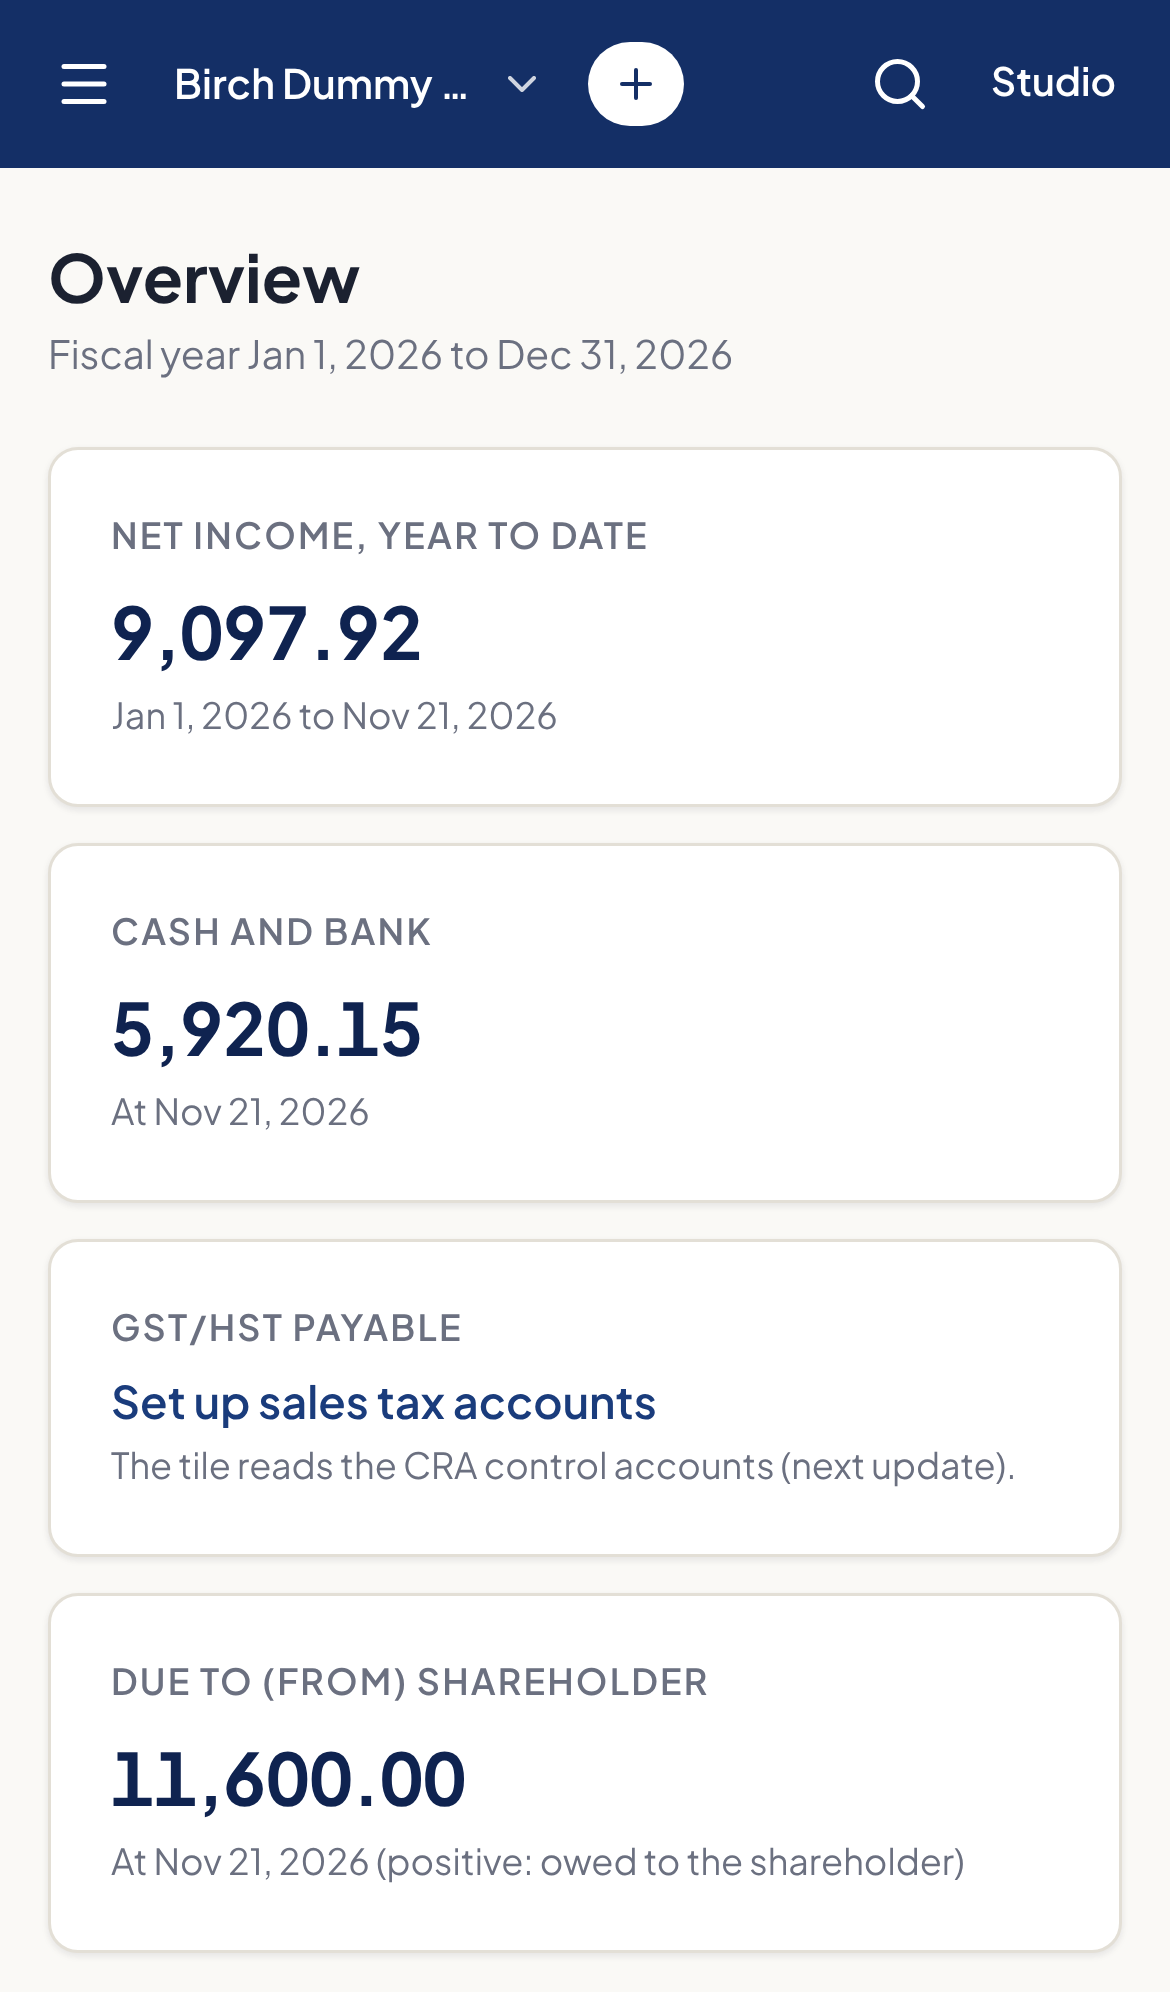 Birch Dummy ...
Studio
Overview
Fiscal year Jan 1, 2026 to Dec 31, 2026
NET INCOME, YEAR TO DATE
9,097.92
Jan 1, 2026 to Nov 21, 2026
CASH AND BANK
5,920.15
At Nov 21, 2026
GST/HST PAYABLE
Set up sales tax accounts
The tile reads the CRA control accounts (next update).
DUE TO (FROM) SHAREHOLDER
11,600.00
At Nov 21, 2026 (positive: owed to the shareholder)